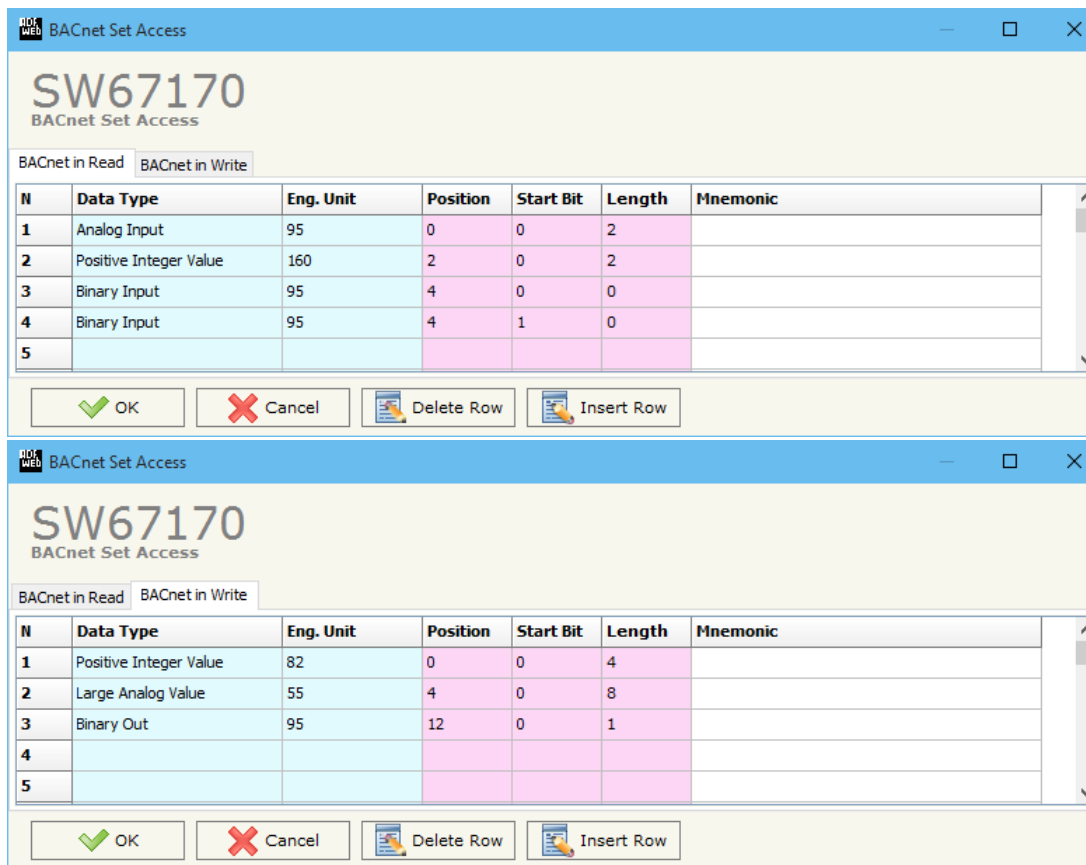 ADF WEB BACnet Set Access
SW67170
BACnet Set Access
BACnet in Read BACnet in Write
N Data Type Eng. Unit Position Start Bit Length Mnemonic
1 Analog Input 95 0 0 2
2 Positive Integer Value 160 2 0 2
3 Binary Input 95 4 0 0
4 Binary Input 95 4 1 0
5
OK Cancel Delete Row Insert Row
ADF WEB BACnet Set Access
SW67170
BACnet Set Access
BACnet in Read BACnet in Write
N Data Type Eng. Unit Position Start Bit Length Mnemonic
1 Positive Integer Value 82 0 0 4
2 Large Analog Value 55 4 0 8
3 Binary Out 95 12 0 1
4
5
OK Cancel Delete Row Insert Row